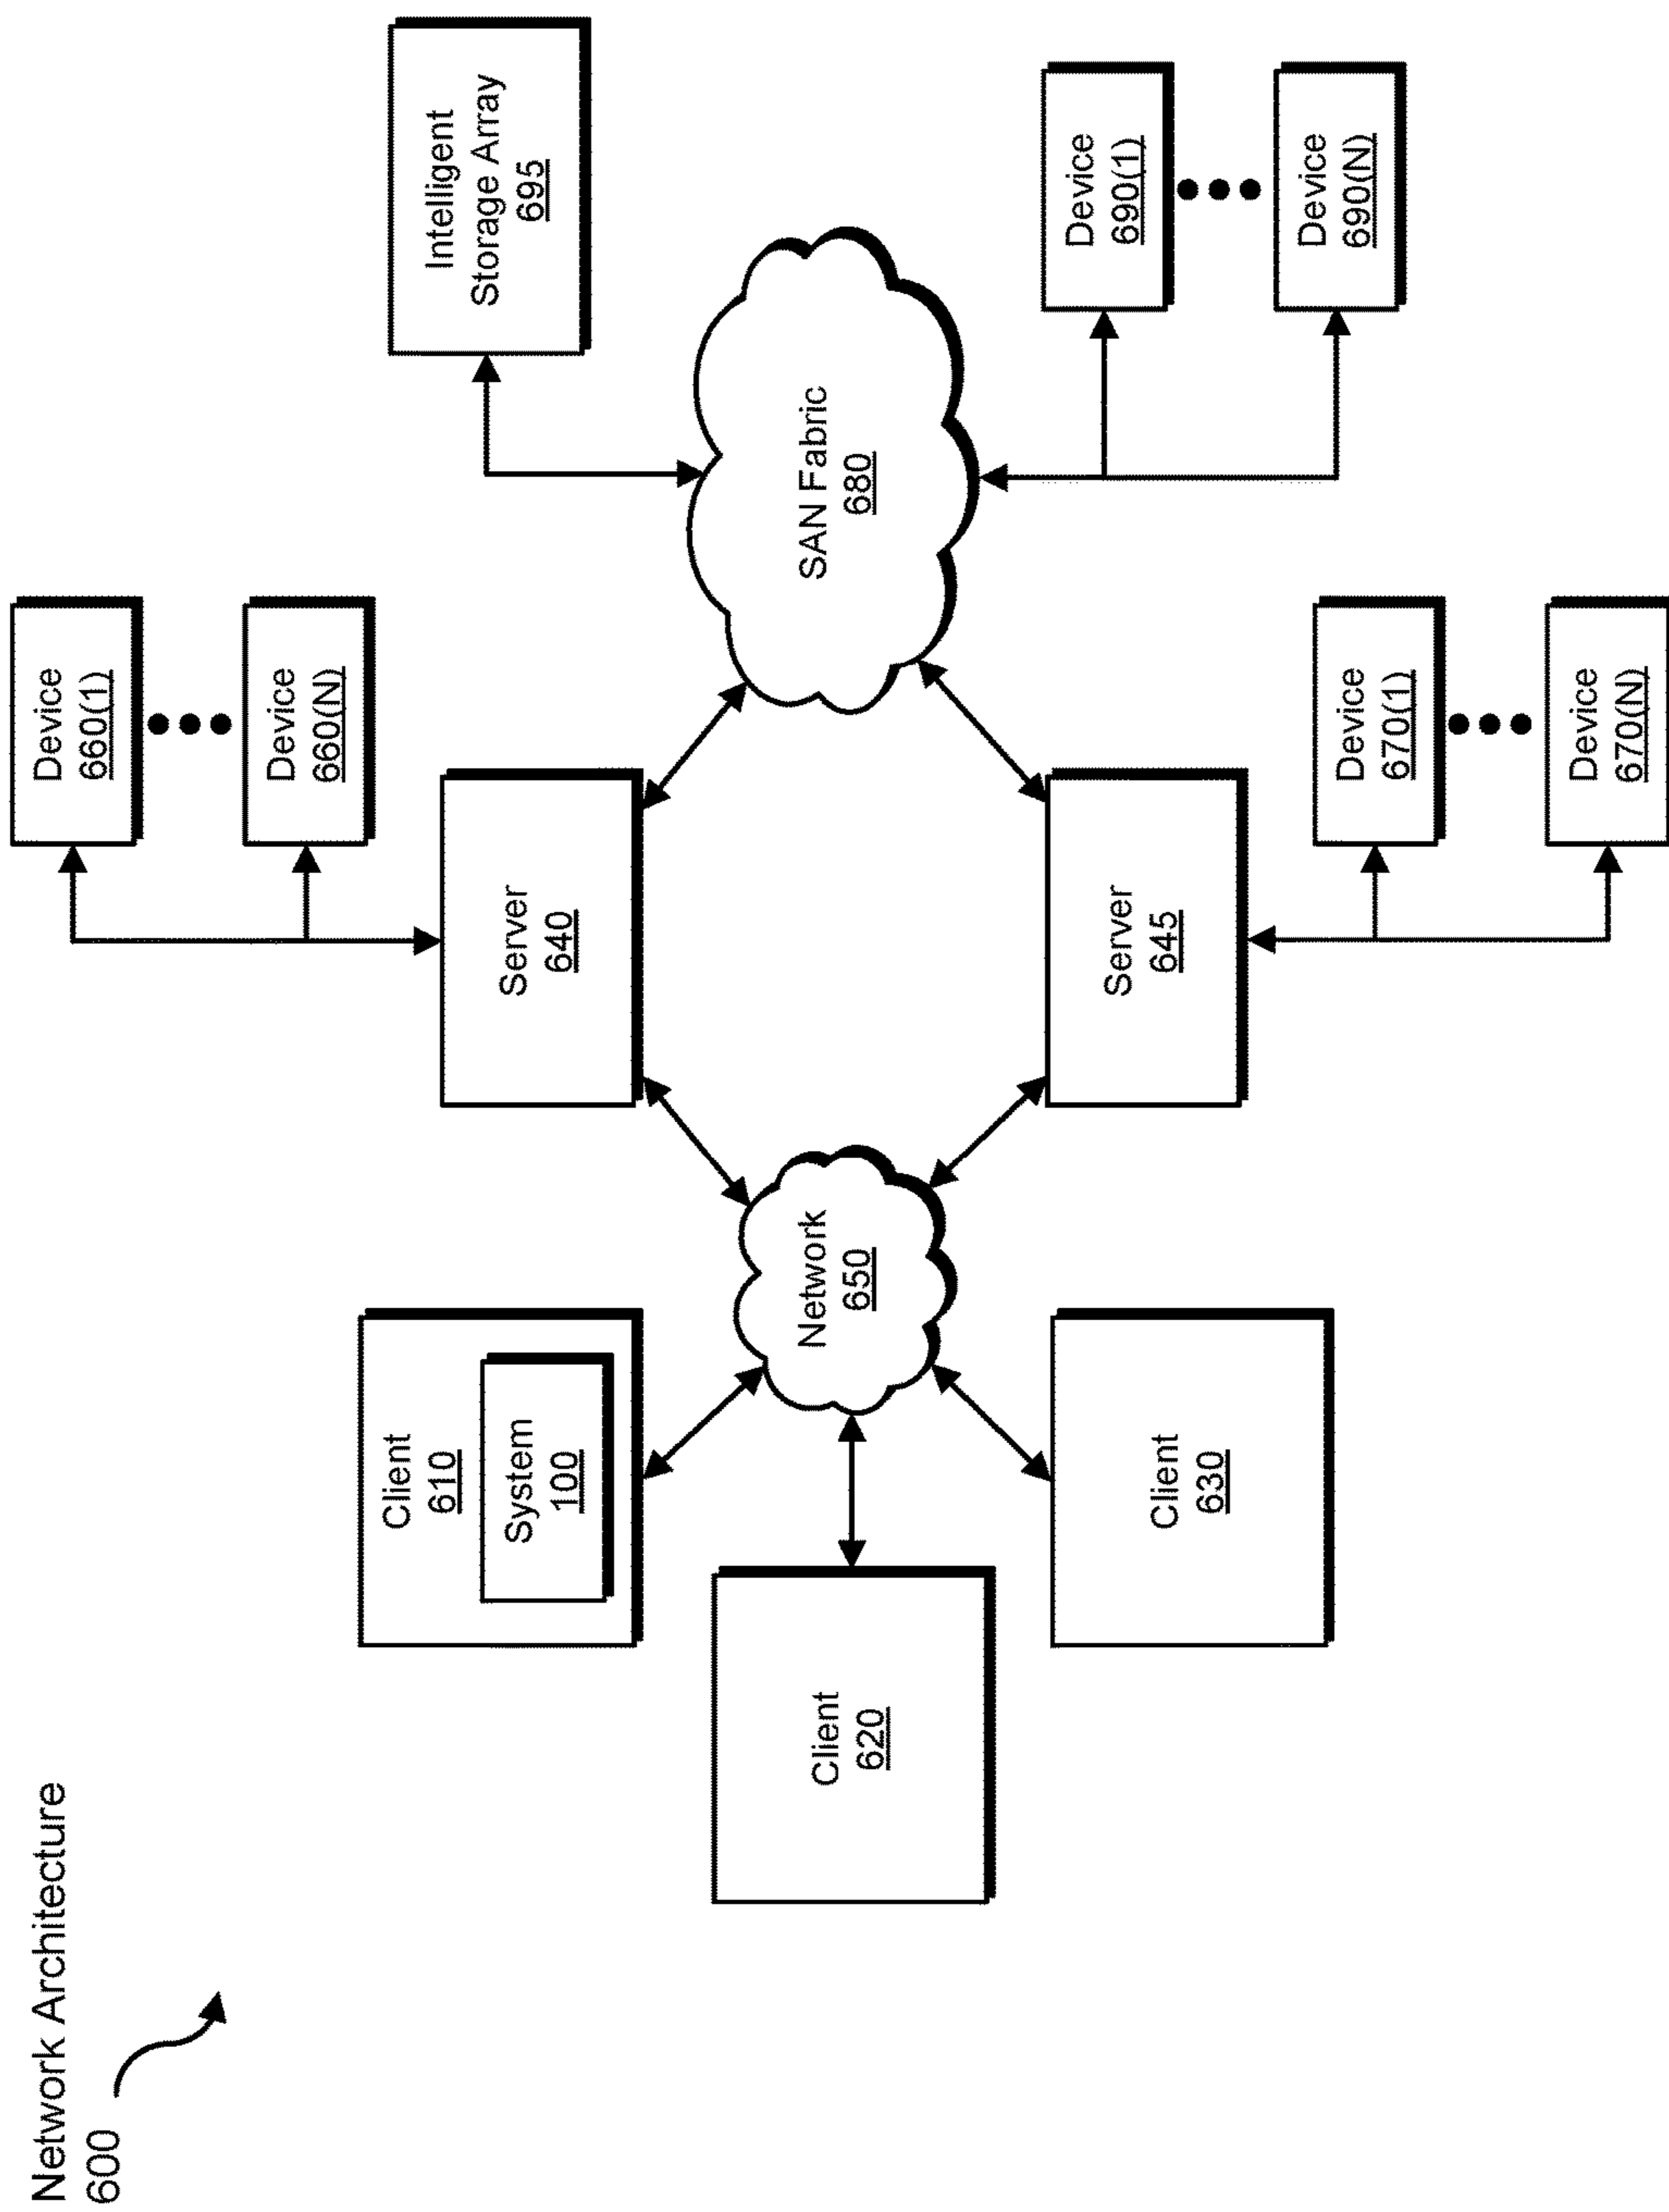 Network Architecture
600
Client
610
System
100
Client
620
Client
630
Network
650
Server
640
Server
645
Device
660(1)
Device
660(N)
Device
670(1)
Device
670(N)
SAN Fabric
680
Intelligent
Storage Array
695
Device
690(1)
Device
690(N)